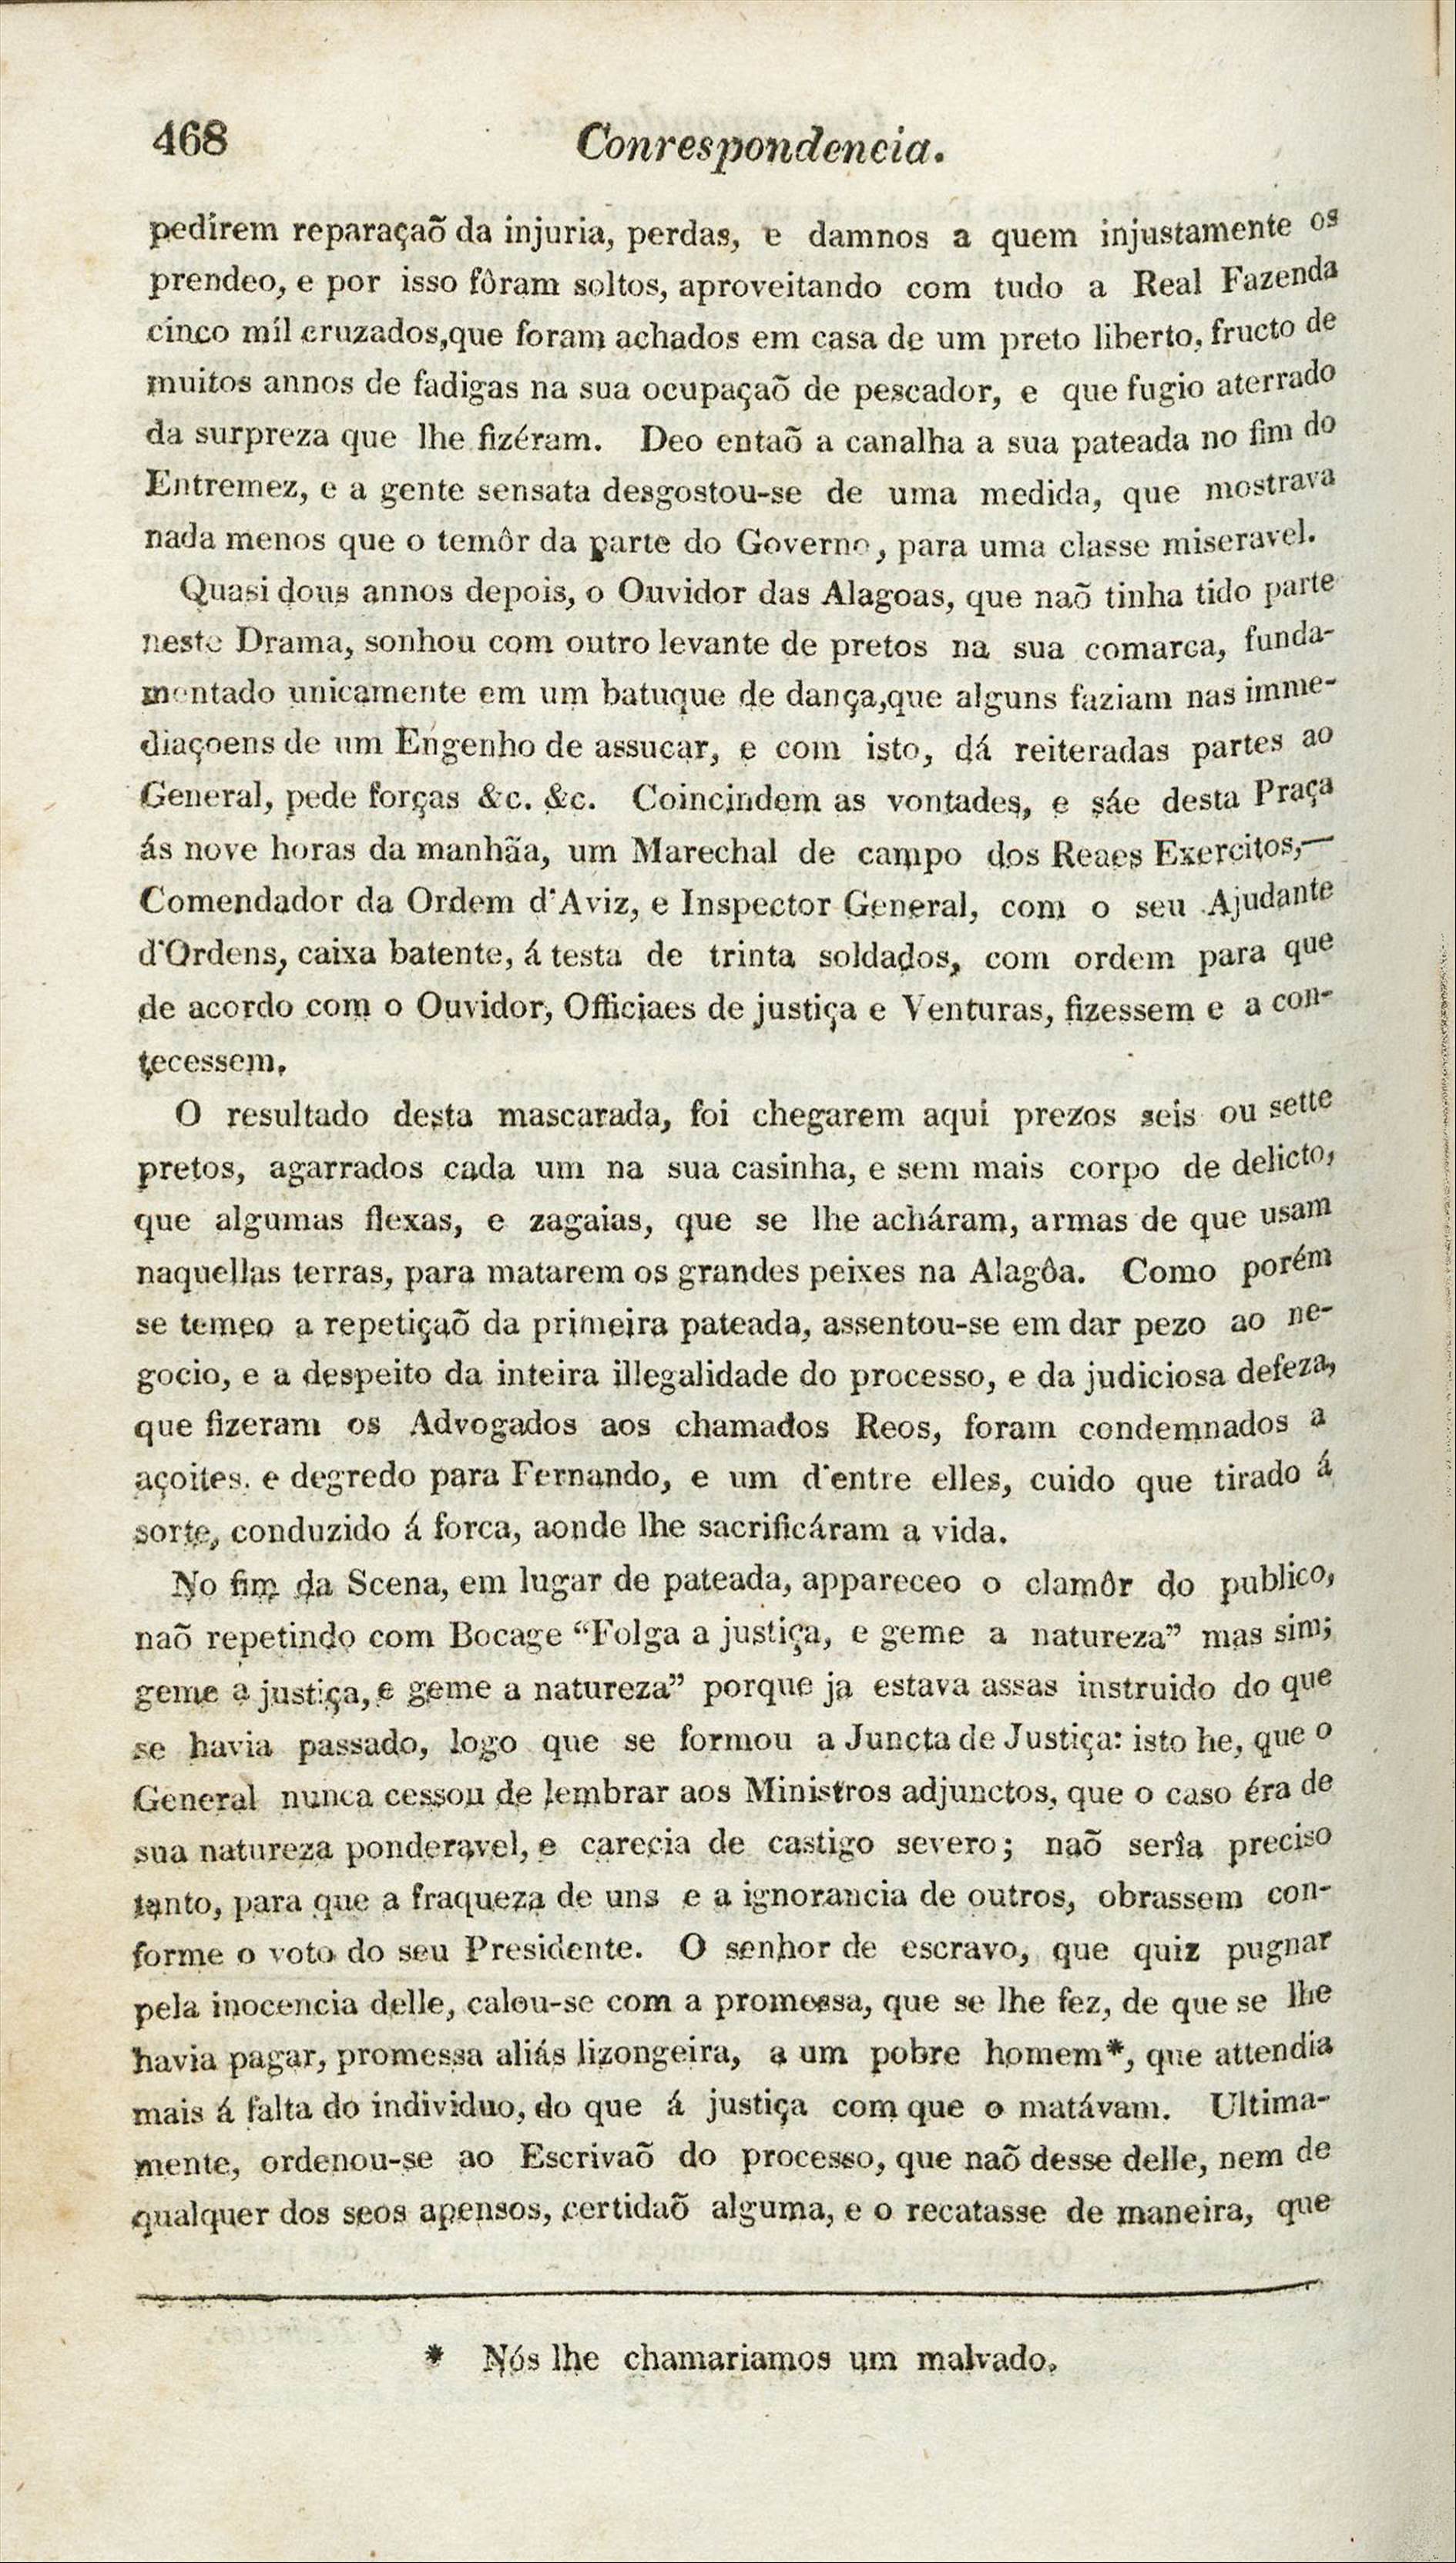 468 Conrespondencia.
pedirem reparaçaõ da injuria, perdas, e damnos a quem injustamente os
prendeo, e por isso fôram soltos, aproveitando com tudo a Real Fazenda
cinco mil cruzados,que foram achados em casa de um preto liberto, fructo de
muitos annos de fadigas na sua ocupaçaõ de pescador, e que fugio aterrado
da surpreza que lhe fizéram. Deo entaõ a canalha a sua pateada no fim do
Entremez, e a gente sensata desgostou-se de uma medida, que mostrava
nada menos que o temôr da parte do Governo, para uma classe miseravel.
Quasi dous annos depois, o Ouvidor das Alagoas, que naõ tinha tido parte
neste Drama, sonhou com outro levante de pretos na sua comarca, funda-
mentado unicamente em um batuque de dança,que alguns faziam nas imme-
diaçoens de um Engenho de assucar, e com isto, dá reiteradas partes ao
General, pede forças &c. &c. Coincindem as vontades, e sáe desta Praça
ás nove horas da manhãa, um Marechal de campo dos Reaes Exercitos,—
Comendador da Ordem d'Aviz, e Inspector General, com o seu Ajudante
d'Ordens, caixa batente, á testa de trinta soldados, com ordem para que
de acordo com o Ouvidor, Officiaes de justiça e Venturas, fizessem e a con-
tecessem.
O resultado desta mascarada, foi chegarem aqui prezos seis ou sette
pretos, agarrados cada um na sua casinha, e sem mais corpo de delicto,
que algumas flexas, e zagaias, que se lhe acháram, armas de que usam
naquellas terras, para matarem os grandes peixes na Alagôa. Como porém
se temeo a repetiçaõ da primeira pateada, assentou-se em dar pezo ao ne-
gocio, e a despeito da inteira illegalidade do processo, e da judiciosa defeza,
que fizeram os Advogados aos chamados Reos, foram condemnados a
açoites. e degredo para Fernando, e um d'entre elles, cuido que tirado á
sorte, conduzido á forca, aonde lhe sacrificáram a vida.
No fim da Scena, em lugar de pateada, appareceo o clamôr do publico,
naõ repetindo com Bocage “Folga a justiça, e geme a natureza” mas sim;
geme a justiça, e geme a natureza” porque ja estava assas instruido do que
se havia passado, logo que se formou a Juncta de Justiça: isto he, que o
General nunca cessou de lembrar aos Ministros adjunctos, que o caso éra de
sua natureza ponderavel, e carecia de castigo severo; naõ serîa preciso
tanto, para que a fraqueza de uns e a ignorancia de outros, obrassem con-
forme o voto do seu Presidente. O senhor de escravo, que quiz pugnar
pela inocencia delle, calou-se com a promessa, que se lhe fez, de que se lhe
havia pagar, promessa aliás lizongeira, a um pobre homem*, que attendia
mais á falta do individuo, do que á justiça com que o matávam. Ultima-
mente, ordenou-se ao Escrivaõ do processo, que naõ desse delle, nem de
qualquer dos seos apensos, certidaõ alguma, e o recatasse de maneira, que
* Nós lhe chamariamos um malvado.